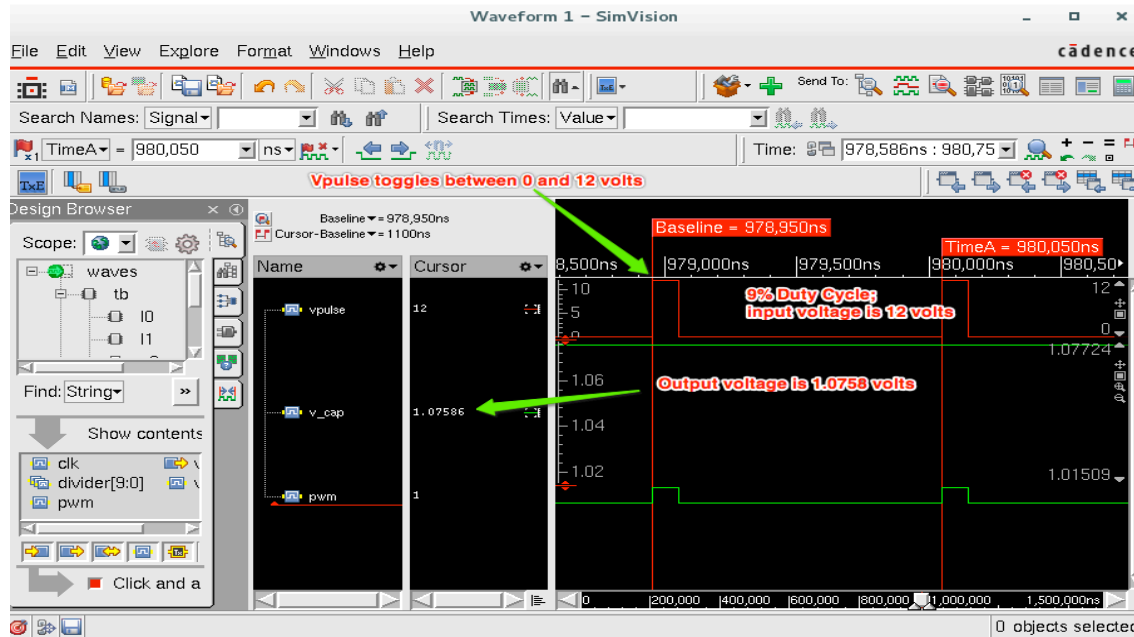 Waveform 1 - SimVision
File Edit View Explore Format Windows Help
cādence
TxE
Send To:
Search Names: Signal
Search Times: Value
TimeA = 980,050 ns
Time: 978,586ns : 980,75
TxE
Vpulse toggles between 0 and 12 volts
Design Browser
Baseline = 978,950ns
Cursor-Baseline = 1100ns
Scope:
Baseline = 978,950ns
TimeA = 980,050ns
Name
Cursor
8,500ns 979,000ns 979,500ns 980,000ns 980,50
waves
tb
I0
I1
vpulse
12
10
5
0
12
0
9% Duty Cycle;
input voltage is 12 volts
Find: String
»
v_cap
1.07586
1.07724
1.06
1.04
1.02
1.01509
Output voltage is 1.0758 volts
Show contents
clk
divider[9:0]
pwm
pwm
1
Click and a
0 200,000 400,000 600,000 800,000 1,000,000 1,500,000ns
0 objects selected